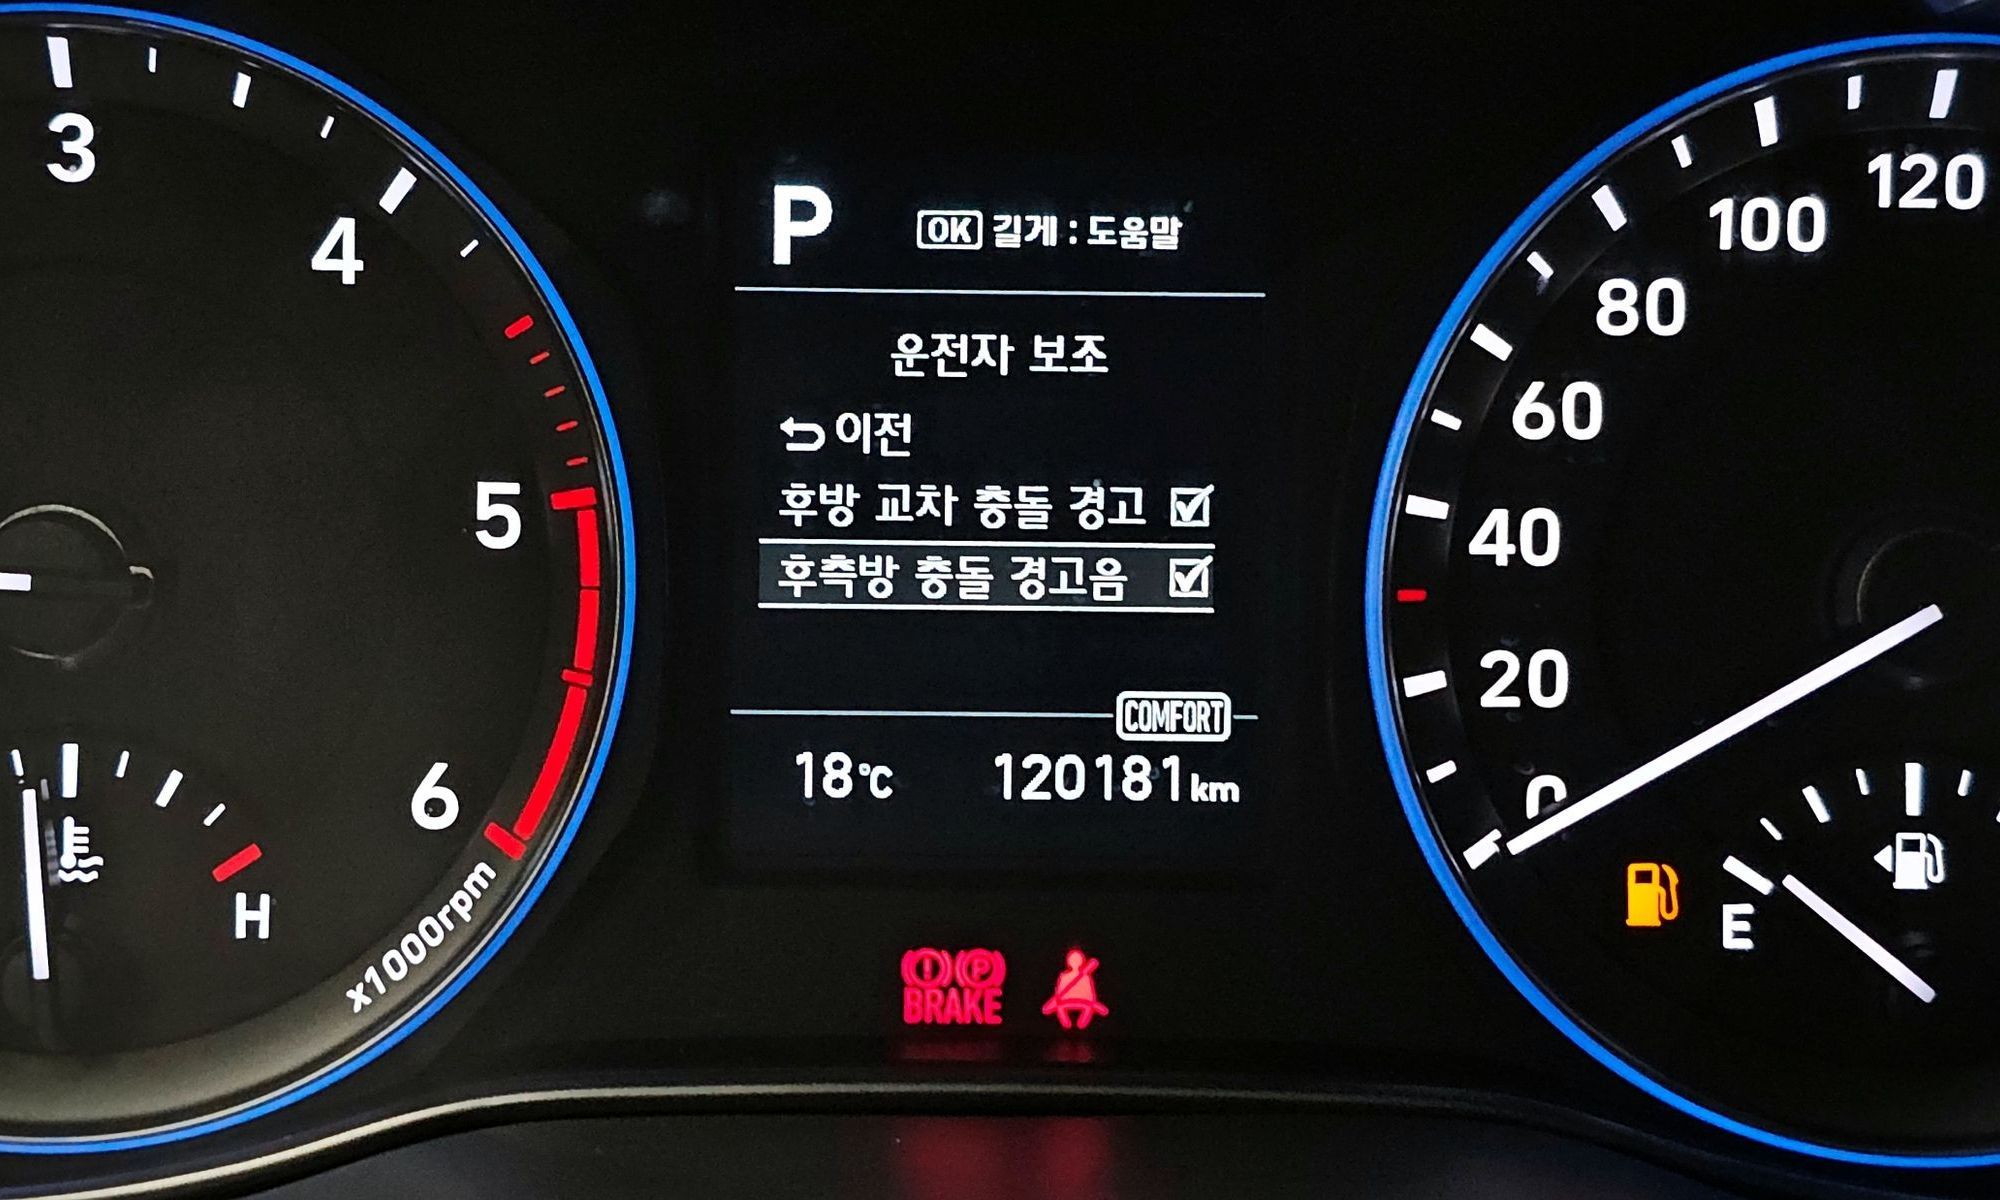 3
4
5
6
x1000rpm
H
P
OK 길게 : 도움말
운전자 보조
이전
후방 교차 충돌 경고
후측방 충돌 경고음
COMFORT
18℃ 120181km
BRAKE
P
120
100
80
60
40
20
0
E